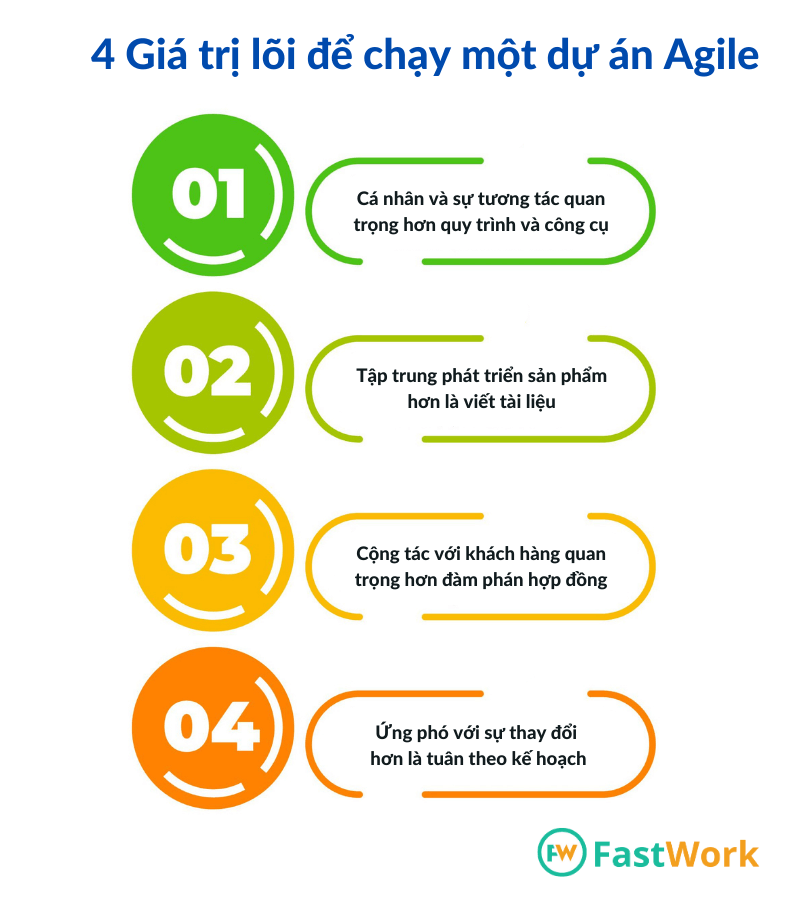 4 Giá trị lõi để chạy một dự án Agile
01
Cá nhân và sự tương tác quan
trọng hơn quy trình và công cụ
02
Tập trung phát triển sản phẩm
hơn là viết tài liệu
03
Cộng tác với khách hàng quan
trọng hơn đàm phán hợp đồng
04
Ứng phó với sự thay đổi
hơn là tuân theo kế hoạch
FW FastWork